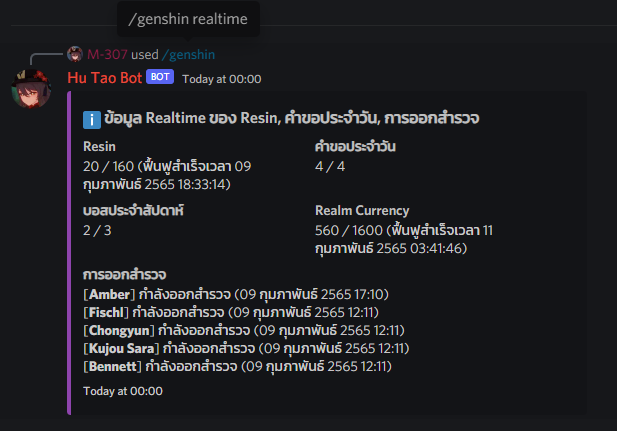 /genshin realtime
M-307 used /genshin
Hu Tao Bot BOT Today at 00:00
ข้อมูล Realtime ของ Resin, คำขอประจำวัน, การออกสำรวจ
Resin
20 / 160 (ฟื้นฟูสำเร็จเวลา 09
กุมภาพันธ์ 2565 18:33:14)
คำขอประจำวัน
4 / 4
บอสประจำสัปดาห์
2 / 3
Realm Currency
560 / 1600 (ฟื้นฟูสำเร็จเวลา 11
กุมภาพันธ์ 2565 03:41:46)
การออกสำรวจ
[Amber] กำลังออกสำรวจ (09 กุมภาพันธ์ 2565 17:10)
[Fischl] กำลังออกสำรวจ (09 กุมภาพันธ์ 2565 12:11)
[Chongyun] กำลังออกสำรวจ (09 กุมภาพันธ์ 2565 12:11)
[Kujou Sara] กำลังออกสำรวจ (09 กุมภาพันธ์ 2565 12:11)
[Bennett] กำลังออกสำรวจ (09 กุมภาพันธ์ 2565 12:11)
Today at 00:00